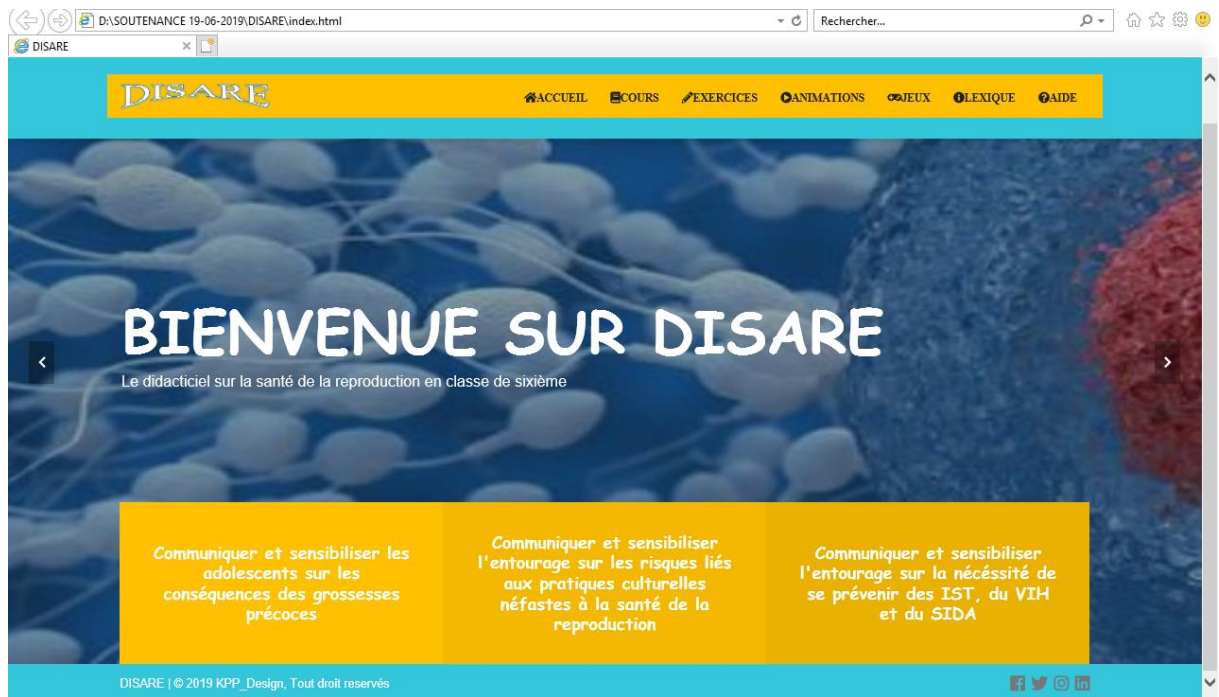 D:\SOUTENANCE 19-06-2019\DISARE\index.html
Rechercher...
DISARE
DISARE
ACCUEIL COURS EXERCICES ANIMATIONS JEUX LEXIQUE AIDE
BIENVENUE SUR DISARE
Le didacticiel sur la santé de la reproduction en classe de sixième
Communiquer et sensibiliser les
adolescents sur les
conséquences des grossesses
précoces
Communiquer et sensibiliser
l'entourage sur les risques liés
aux pratiques culturelles
néfastes à la santé de la
reproduction
Communiquer et sensibiliser
l'entourage sur la nécéssité de
se prévenir des IST, du VIH
et du SIDA
DISARE | © 2019 KPP_Design, Tout droit reservés